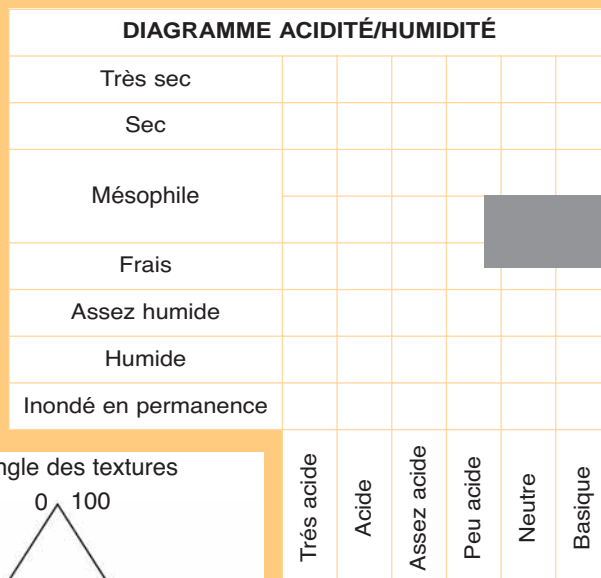 DIAGRAMME ACIDITÉ/HUMIDITÉ
Très sec
Sec
Mésophile
Frais
Assez humide
Humide
Inondé en permanence
Trés acide
Acide
Assez acide
Peu acide
Neutre
Basique
ngle des textures
0 100